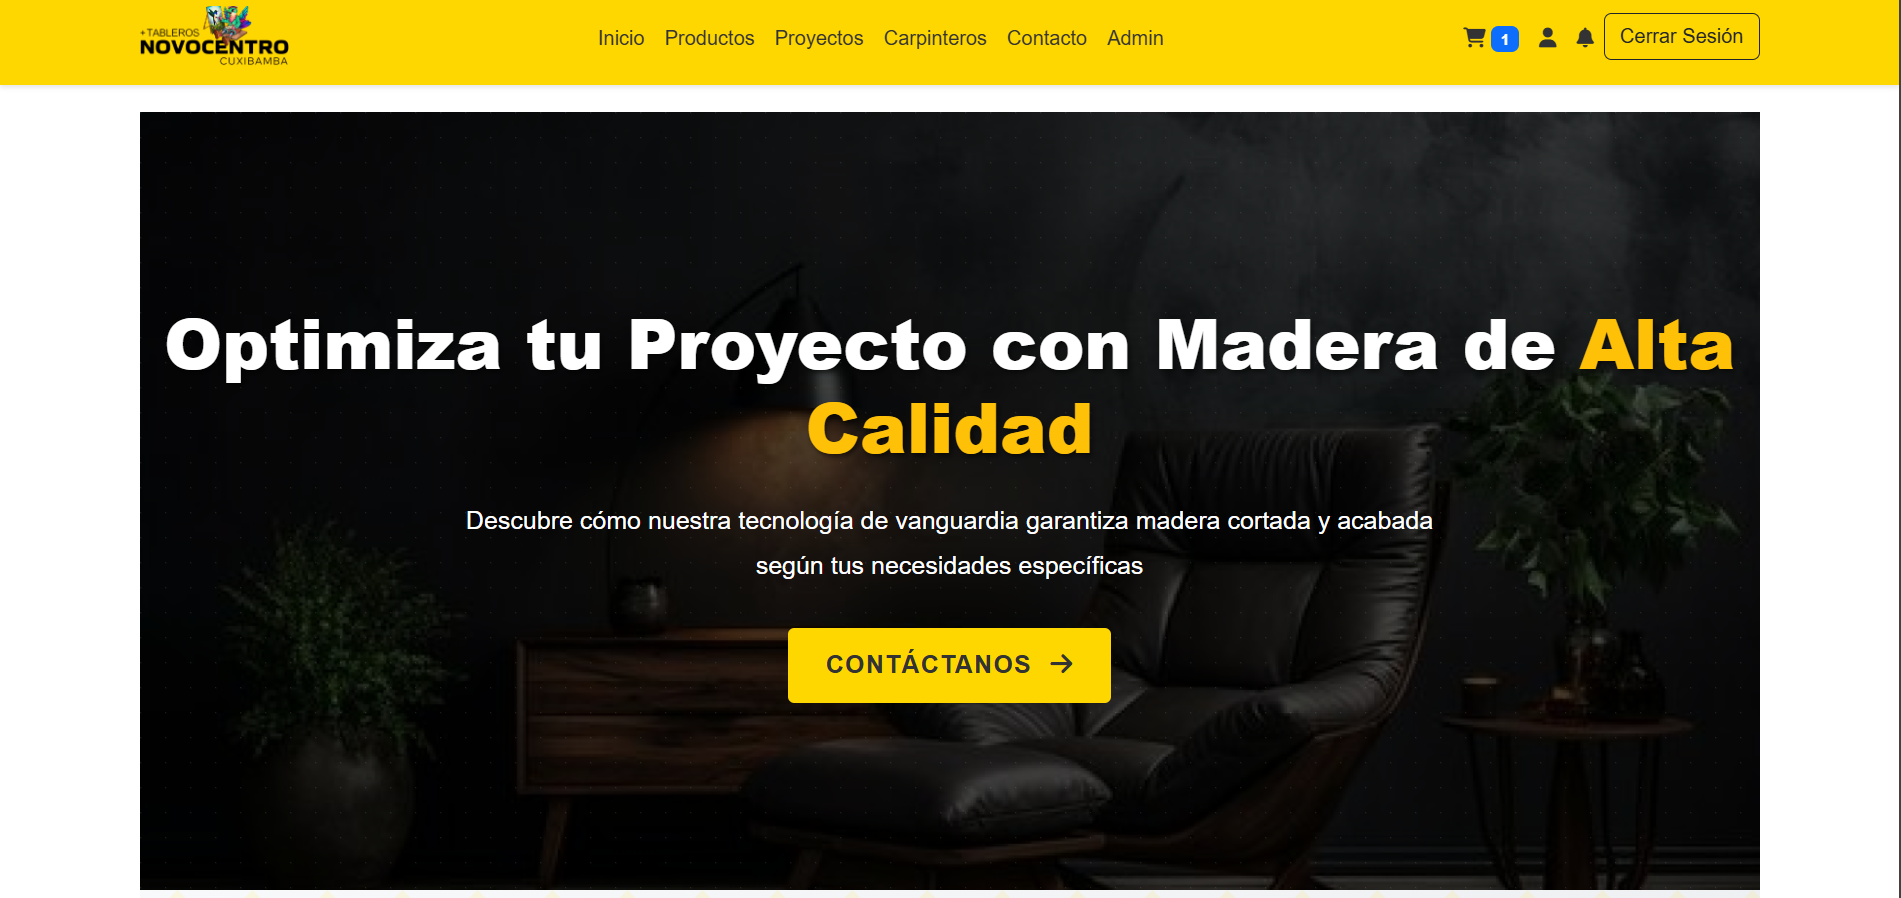 +TABLEROS
NOVOCENTRO
CUXIBAMBA
Inicio Productos Proyectos Carpinteros Contacto Admin
1
Cerrar Sesión
Optimiza tu Proyecto con Madera de Alta
Calidad
Descubre cómo nuestra tecnología de vanguardia garantiza madera cortada y acabada
según tus necesidades específicas
CONTÁCTANOS →